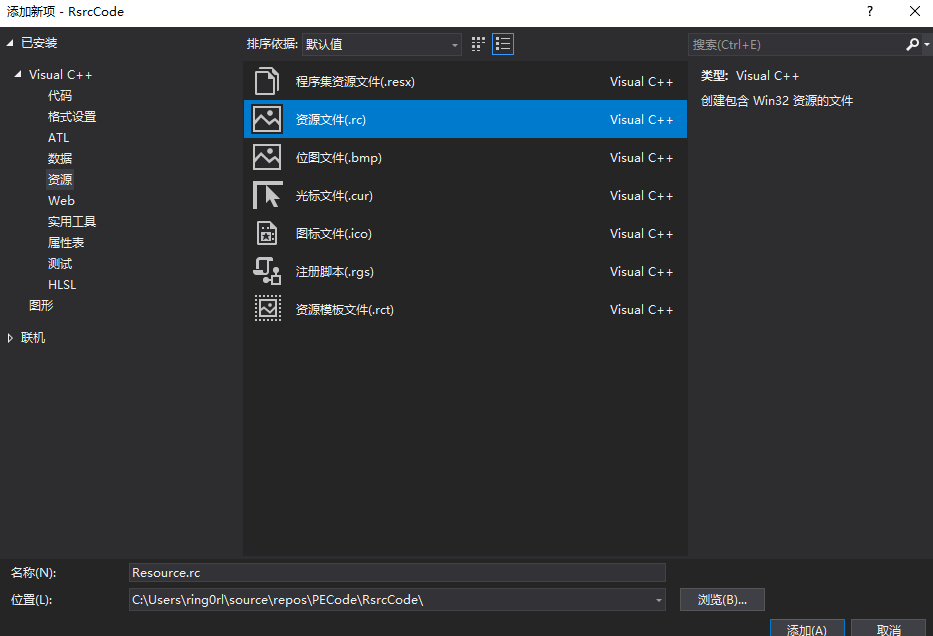 添加新项 - RsrcCode
?
已安装
排序依据: 默认值
搜索(Ctrl+E)
Visual C++
代码
格式设置
ATL
数据
资源
Web
实用工具
属性表
测试
HLSL
图形
联机
程序集资源文件(.resx) Visual C++
资源文件(.rc) Visual C++
位图文件(.bmp) Visual C++
光标文件(.cur) Visual C++
图标文件(.ico) Visual C++
注册脚本(.rgs) Visual C++
资源模板文件(.rct) Visual C++
类型: Visual C++
创建包含 Win32 资源的文件
名称(N): Resource.rc
位置(L): C:\Users\ring0rl\source\repos\PECode\RsrcCode\ 浏览(B)...
添加(A) 取消